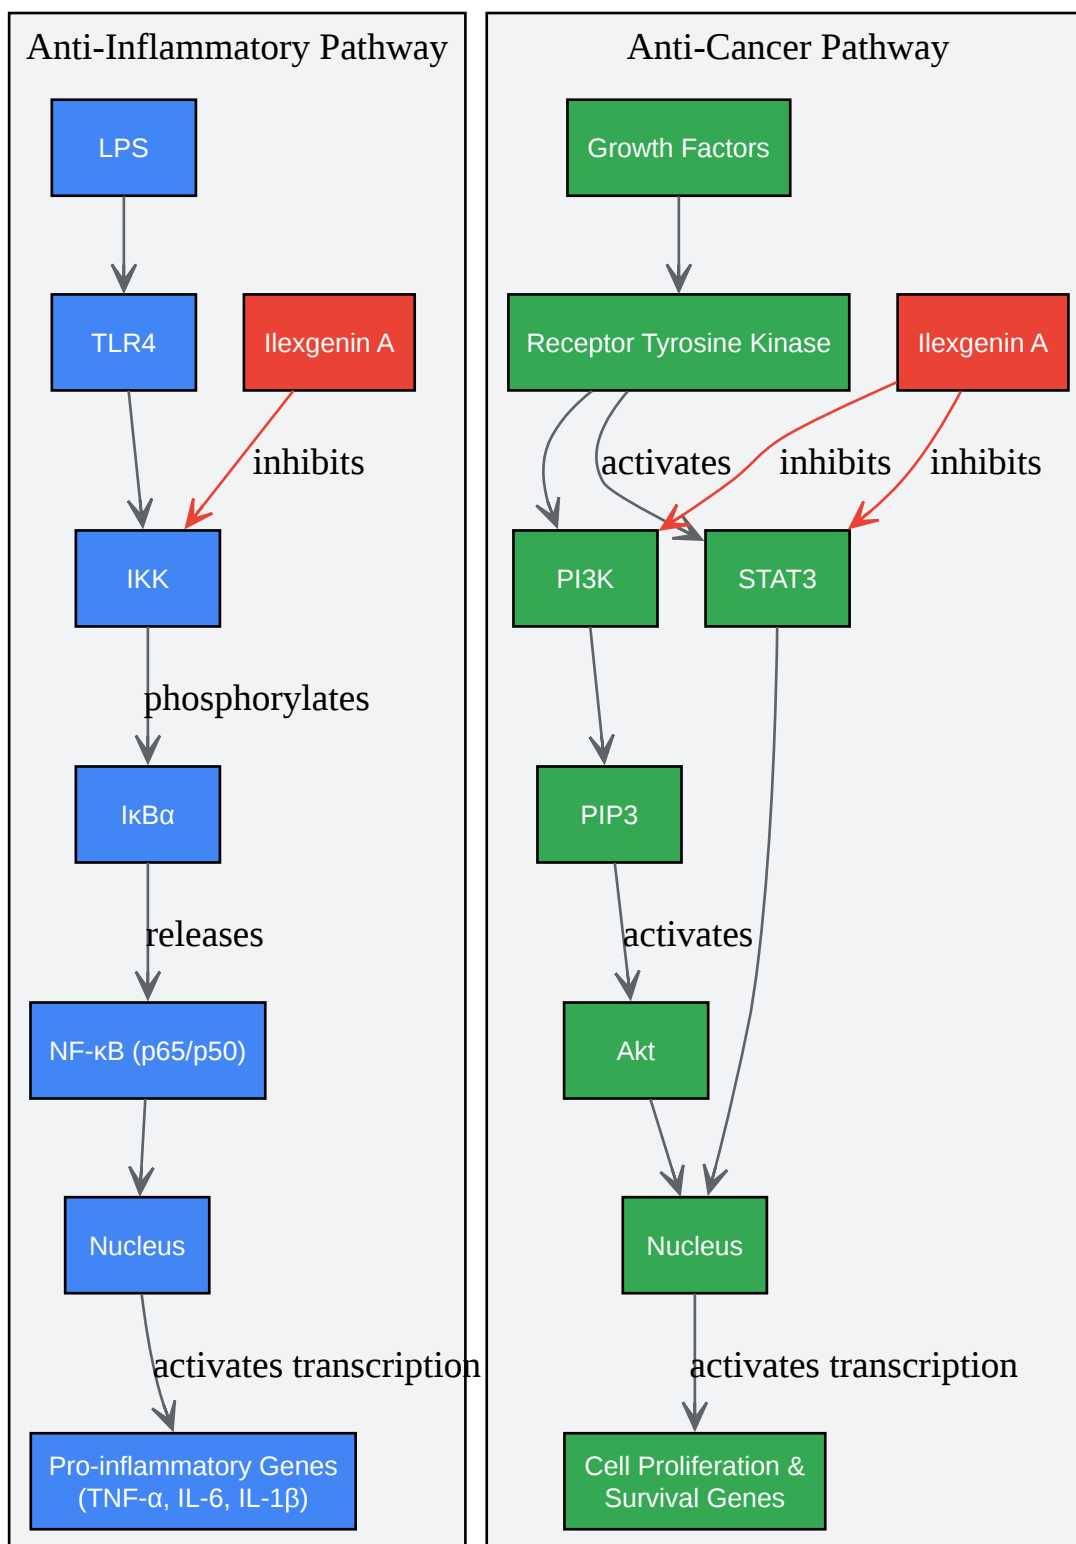 Anti-Inflammatory Pathway
LPS
TLR4
Ilexgenin A
inhibits
IKK
phosphorylates
IκBα
releases
NF-κB (p65/p50)
Nucleus
activates transcription
Pro-inflammatory Genes
(TNF-α, IL-6, IL-1β)
Anti-Cancer Pathway
Growth Factors
Receptor Tyrosine Kinase
Ilexgenin A
activates
inhibits
inhibits
PI3K
STAT3
PIP3
activates
Akt
Nucleus
activates transcription
Cell Proliferation &
Survival Genes